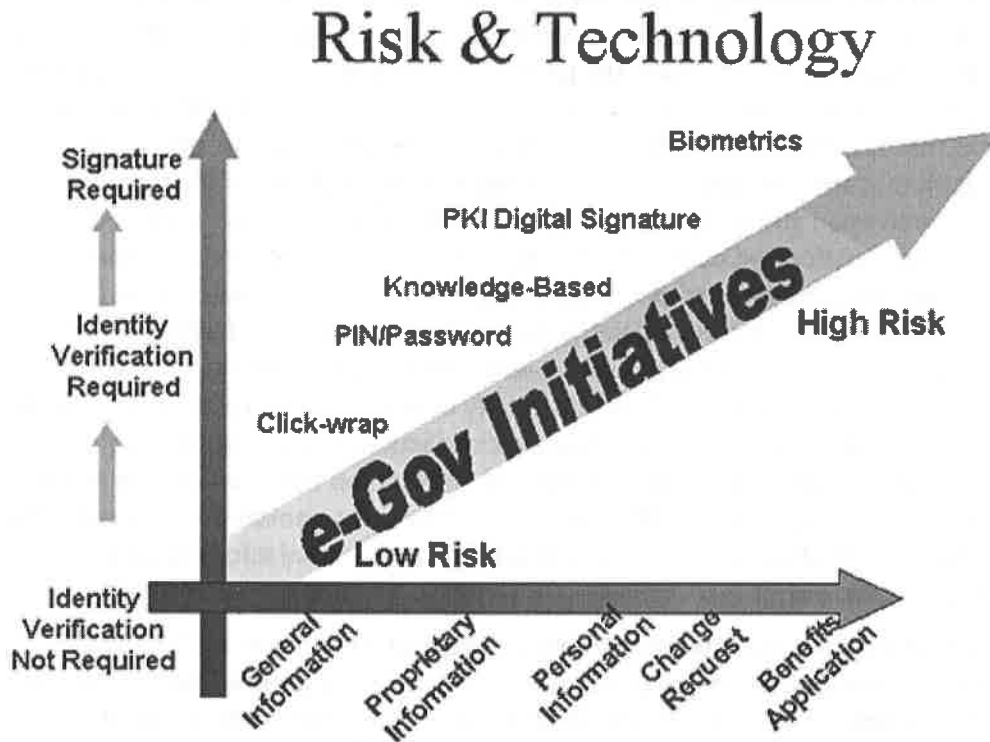 Risk & Technology
Signature
Required
Identity
Verification
Required
Identity
Verification
Not Required
Biometrics
PKI Digital Signature
Knowledge-Based
PIN/Password
Click-wrap
e-Gov Initiatives
High Risk
Low Risk
General
Information
Proprietary
Information
Personal
Information
Change
Request
Benefits
Application